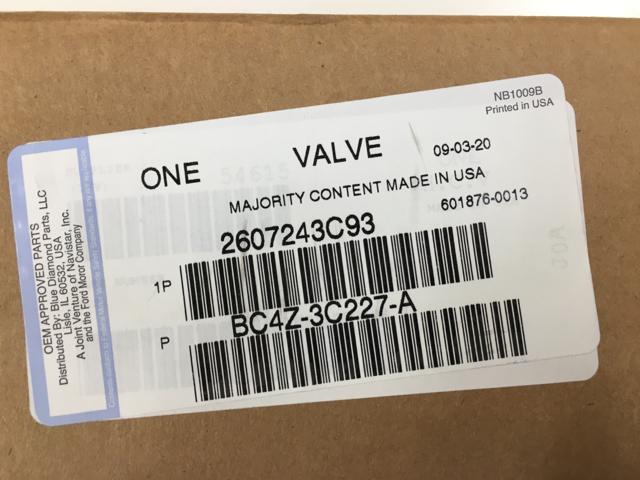 NB1009B
Printed in USA
ONE VALVE 09-03-20
MAJORITY CONTENT MADE IN USA
601876-0013
2607243C93
1P
BC4Z-3C227-A
P
OEM APPROVED PARTS
Distributed By: Blue Diamond Parts, LLC
Lisle, IL 60532, USA
A Joint Venture of Navistar, Inc.
and the Ford Moror Company
54615